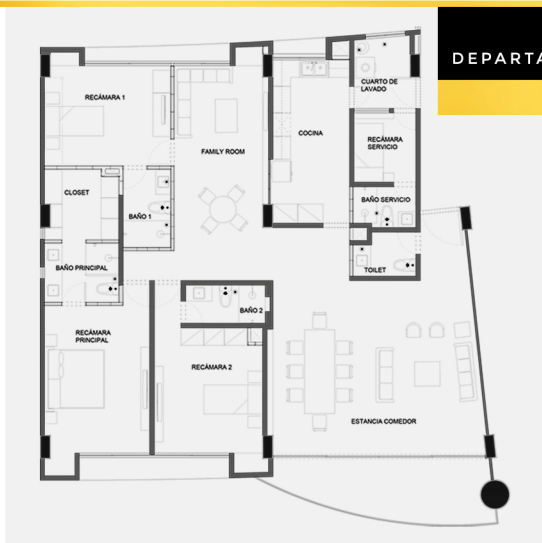 DEPARTA
CUARTO DE
LAVADO
RECÁMARA 1
COCINA
FAMILY ROOM
RECÁMARA
SERVICIO
CLOSET
BAÑO SERVICIO
BAÑO 1
BAÑO PRINCIPAL
TOILET
BAÑO 2
RECÁMARA
PRINCIPAL
RECÁMARA 2
ESTANCIA COMEDOR